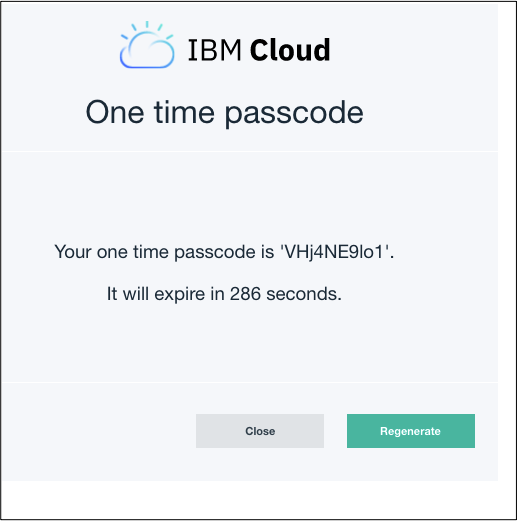 IBM Cloud
One time passcode
Your one time passcode is 'VHj4NE9lo1'.
It will expire in 286 seconds.
Close Regenerate